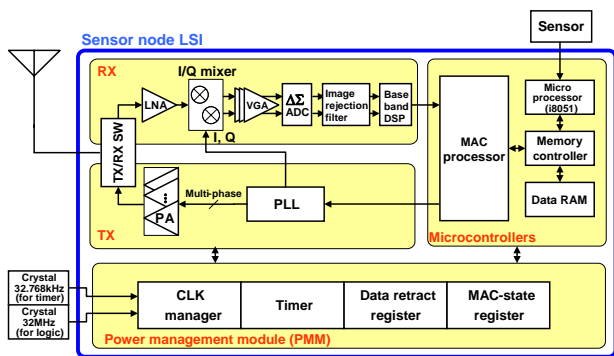 Sensor node LSI
Sensor
RX
I/Q mixer
LNA
VGA
ΔΣ
ADC
Image
rejection
filter
Base
band
DSP
I, Q
TX/RX SW
MAC
processor
Micro
processor
(i8051)
Memory
controller
Data RAM
Microcontrollers
Multi-phase
PA
PLL
TX
Crystal
32.768kHz
(for timer)
Crystal
32MHz
(for logic)
CLK
manager
Timer
Data retract
register
MAC-state
register
Power management module (PMM)